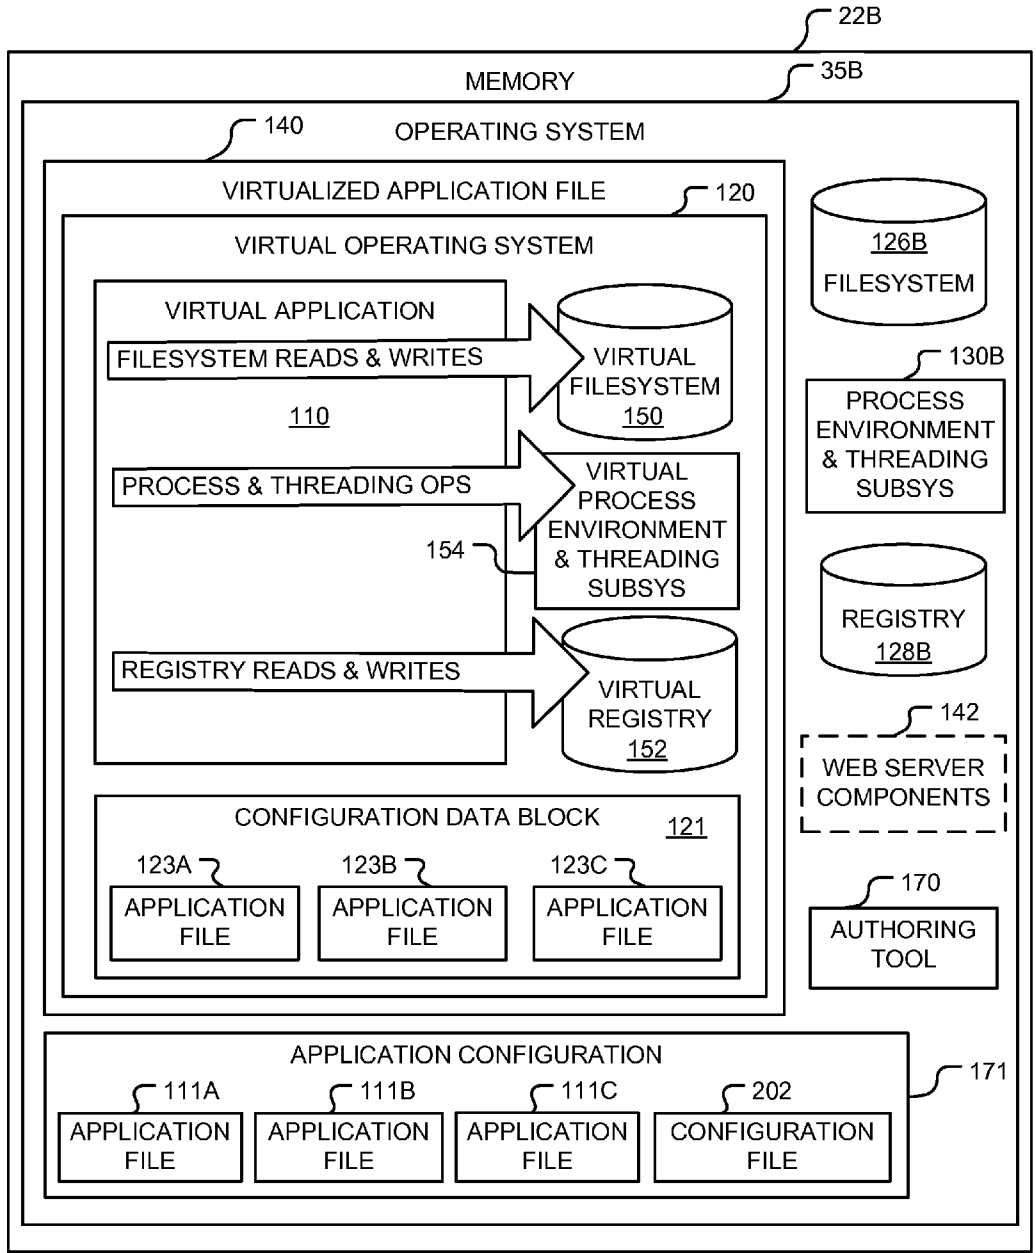 22B
MEMORY
35B
OPERATING SYSTEM
140
VIRTUALIZED APPLICATION FILE
120
VIRTUAL OPERATING SYSTEM
VIRTUAL APPLICATION
FILESYSTEM READS & WRITES
110
PROCESS & THREADING OPS
154
REGISTRY READS & WRITES
VIRTUAL
FILESYSTEM
150
VIRTUAL
PROCESS
ENVIRONMENT
& THREADING
SUBSYS
VIRTUAL
REGISTRY
152
CONFIGURATION DATA BLOCK
121
123A
APPLICATION
FILE
123B
APPLICATION
FILE
123C
APPLICATION
FILE
126B
FILESYSTEM
130B
PROCESS
ENVIRONMENT
& THREADING
SUBSYS
REGISTRY
128B
142
WEB SERVER
COMPONENTS
170
AUTHORING
TOOL
APPLICATION CONFIGURATION
171
111A
APPLICATION
FILE
111B
APPLICATION
FILE
111C
APPLICATION
FILE
202
CONFIGURATION
FILE